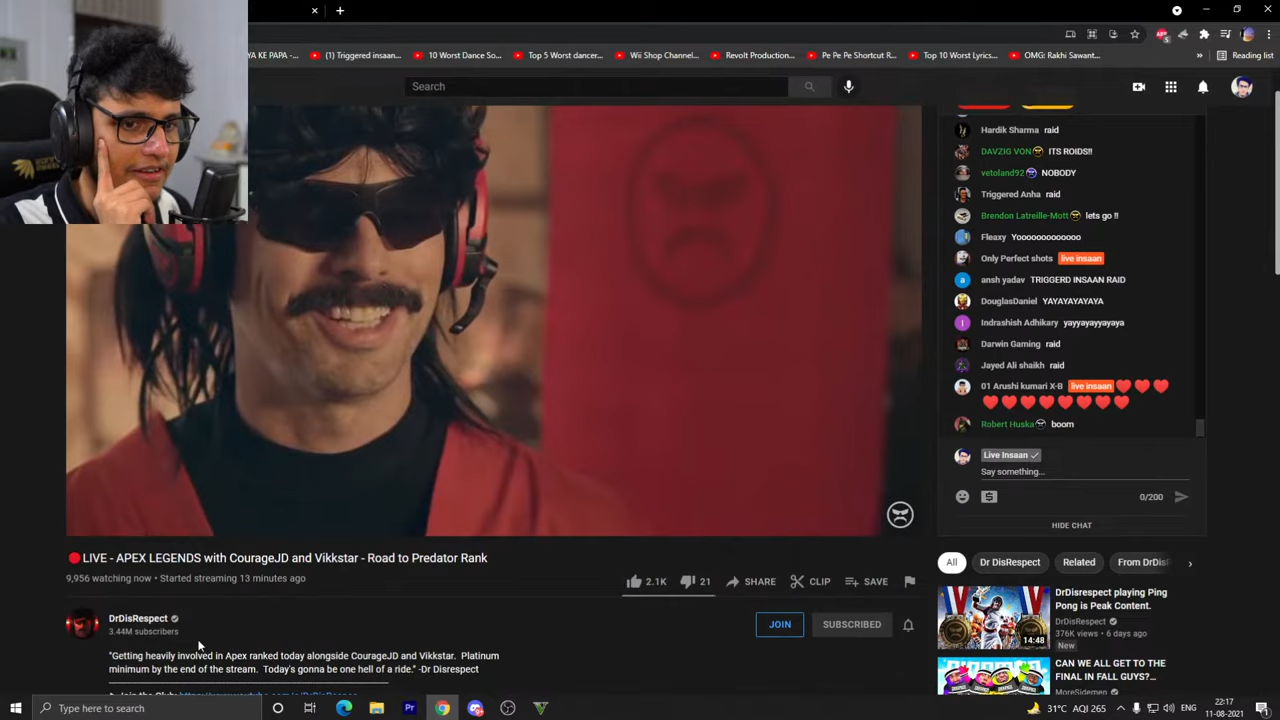 YA KE PAPA -...
(1) Triggered insaan...
10 Worst Dance So...
Top 5 Worst dancer...
Wii Shop Channel...
Revolt Production...
Pe Pe Pe Shortcut R...
Top 10 Worst Lyrics...
OMG: Rakhi Sawant...
»
Reading list
Search
Hardik Sharma raid
DAVZIG VON ITS ROIDS!!
vetoland92 NOBODY
Triggered Anha raid
Brendon Latreille-Mott lets go !!
Fleaxy Yooooooooooooo
Only Perfect shots live insaan
a ansh yadav TRIGGERD INSAAN RAID
DouglasDaniel YAYAYAYAYAYA
I Indrashish Adhikary yayyayayyayaya
Darwin Gaming raid
Jayed Ali shaikh raid
01 Arushi kumari X-B live insaan
Robert Huska boom
Live Insaan
Say something...
0/200
HIDE CHAT
LIVE - APEX LEGENDS with CourageJD and Vikkstar - Road to Predator Rank
9,956 watching now • Started streaming 13 minutes ago
2.1K
21
SHARE
CLIP
SAVE
DrDisRespect
3.44M subscribers
JOIN
SUBSCRIBED
"Getting heavily involved in Apex ranked today alongside CourageJD and Vikkstar. Platinum
minimum by the end of the stream. Today's gonna be one hell of a ride." -Dr Disrespect
All
Dr DisRespect
Related
From DrDisR
DrDisrespect playing Ping
Pong is Peak Content.
DrDisRespect
376K views • 6 days ago
New
14:48
CAN WE ALL GET TO THE
FINAL IN FALL GUYS?...
MoreSidemen
Type here to search
Pr
31°C AQI 265
ENG
22:17
11-08-2021
1